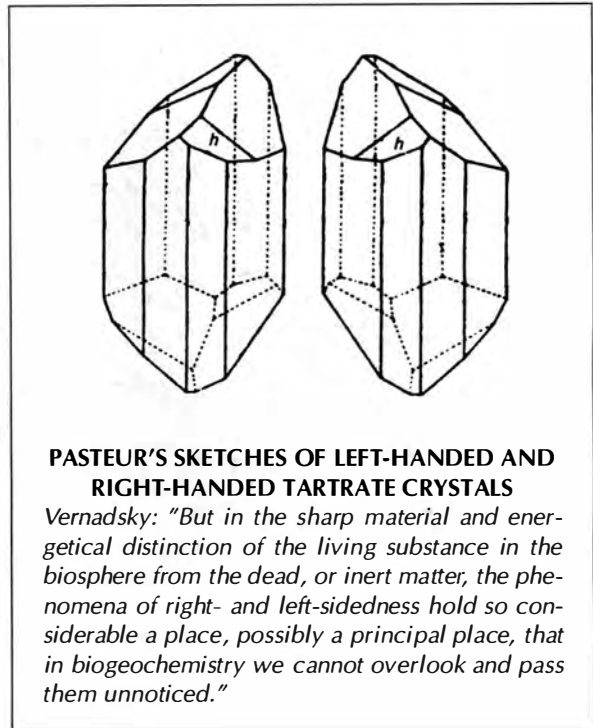 h
h
PASTEUR'S SKETCHES OF LEFT-HANDED AND
RIGHT-HANDED TARTRATE CRYSTALS
Vernadsky: "But in the sharp material and ener-
getical distinction of the living substance in the
biosphere from the dead, or inert matter, the phe-
nomena of right- and left-sidedness hold so con-
siderable a place, possibly a principal place, that
in biogeochemistry we cannot overlook and pass
them unnoticed."